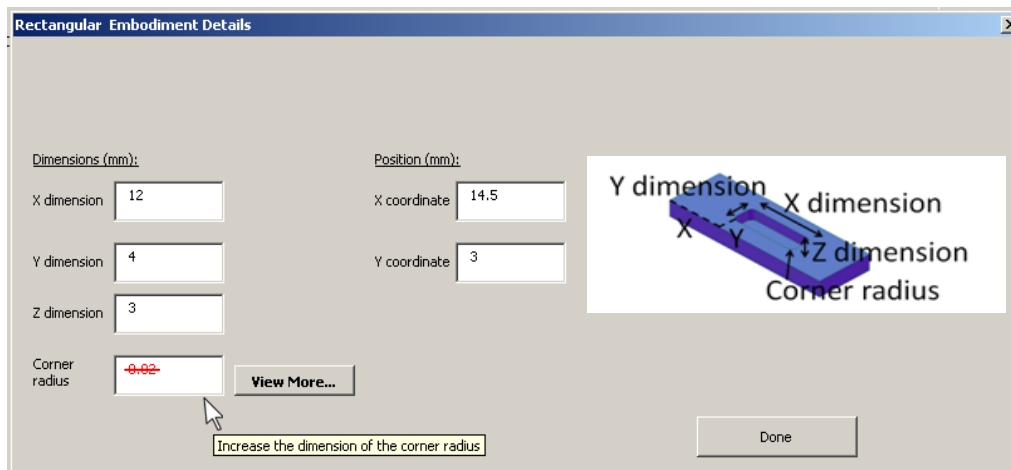 Rectangular Embodiment Details
X
Dimensions (mm):
Position (mm):
X dimension 12
X coordinate 14.5
Y dimension 4
Y coordinate 3
Z dimension 3
Corner
radius
0.02
View More...
Increase the dimension of the corner radius
Y dimension
X dimension
X
Y
Z dimension
Corner radius
Done